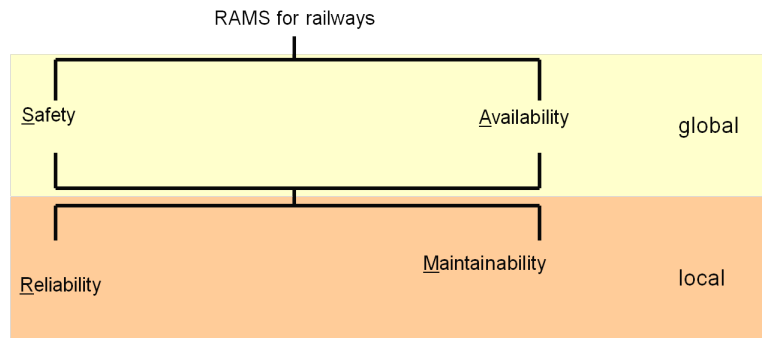 RAMS for railways
Safety
Availability
global
Maintainability
Reliability
local